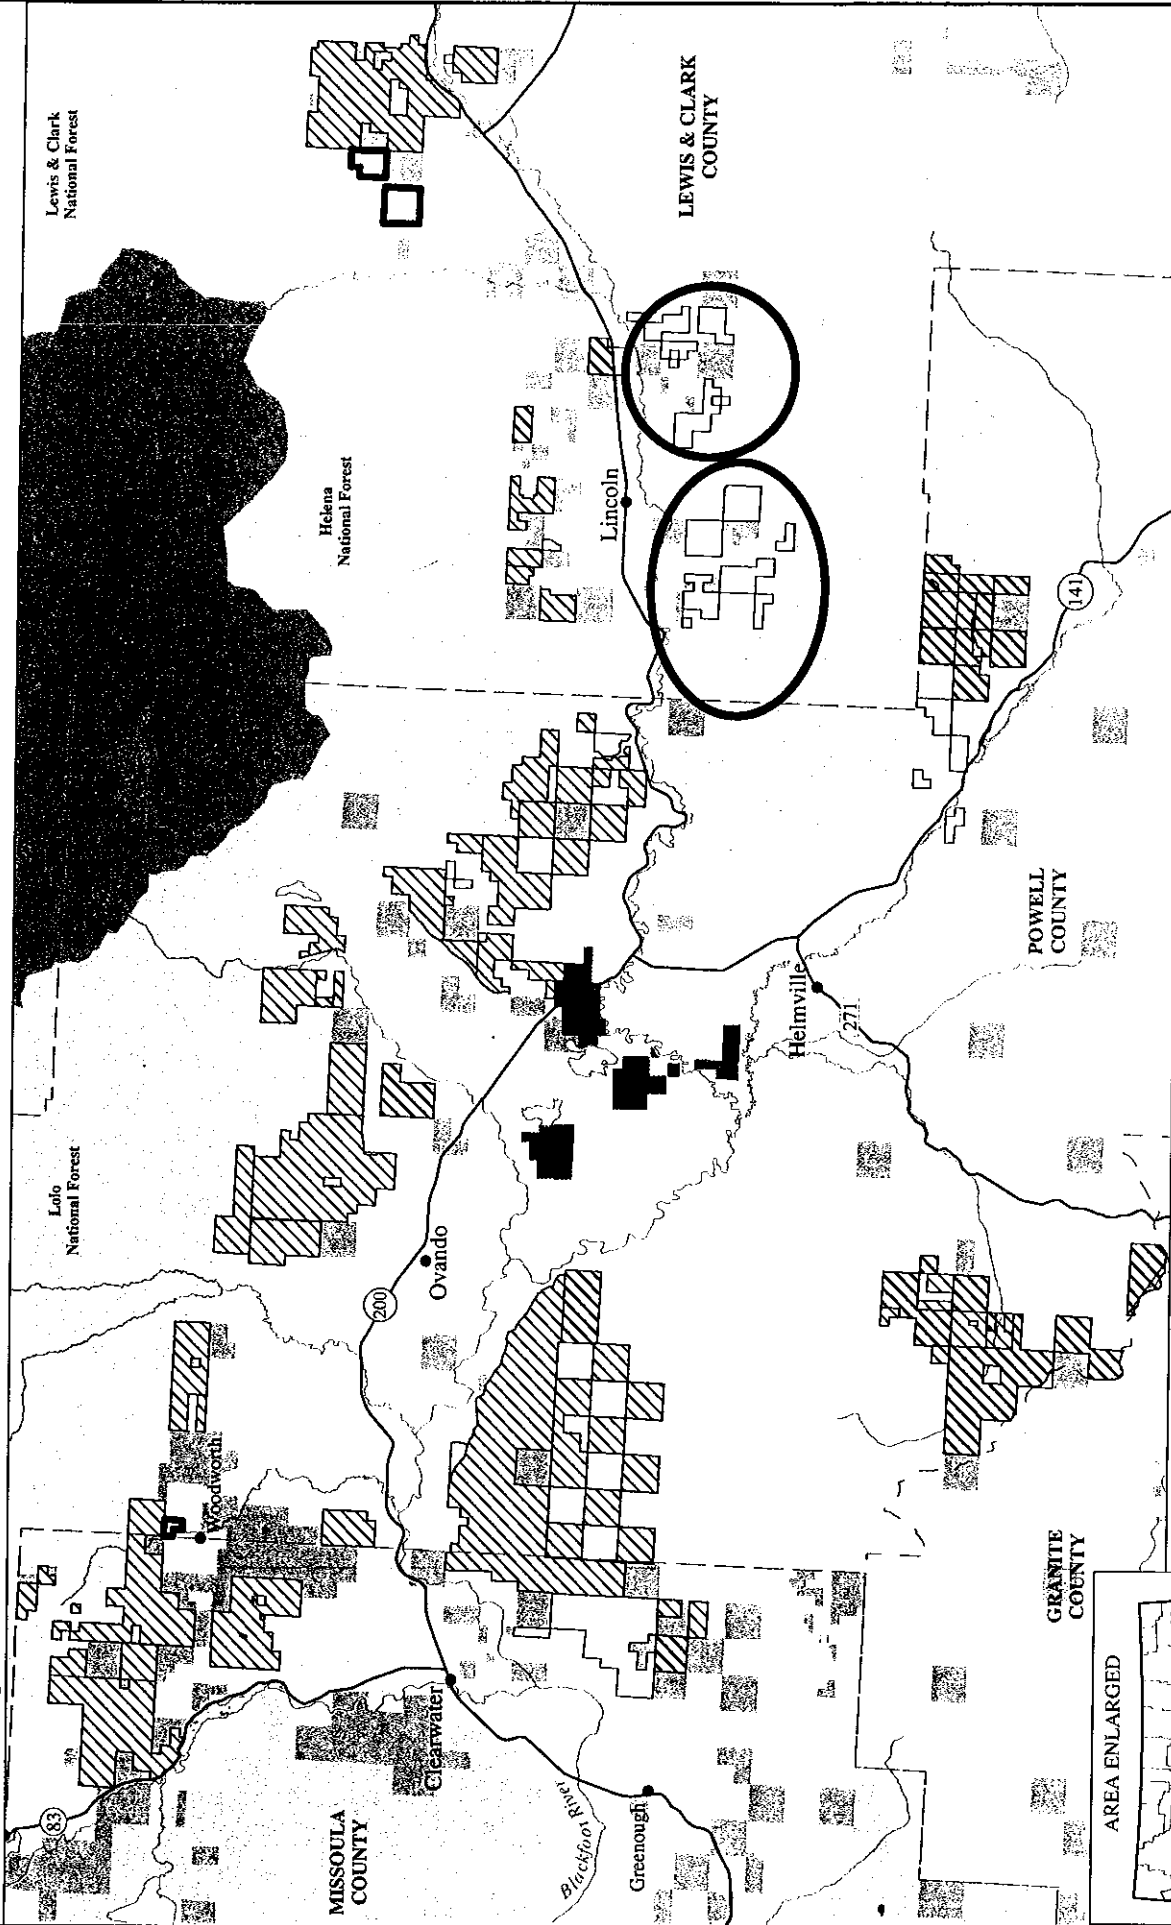 Lewis & Clark
National Forest
LEWIS & CLARK
COUNTY
Helena
National Forest
Lincoln
141
POWELL
COUNTY
Helmville
271
Lolo
National Forest
Ovando
200
Woodworth
GRANITE
COUNTY
Clearwater
83
MISSOULA
COUNTY
Blackfoot River
Greenough
AREA ENLARGED